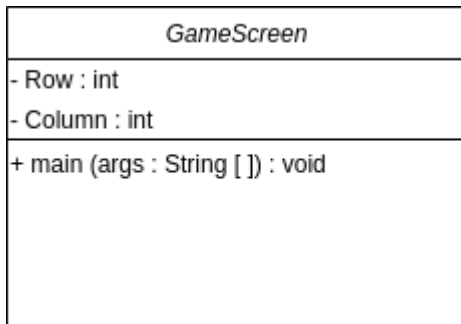 GameScreen
- Row : int
- Column : int
+ main (args : String [ ]) : void